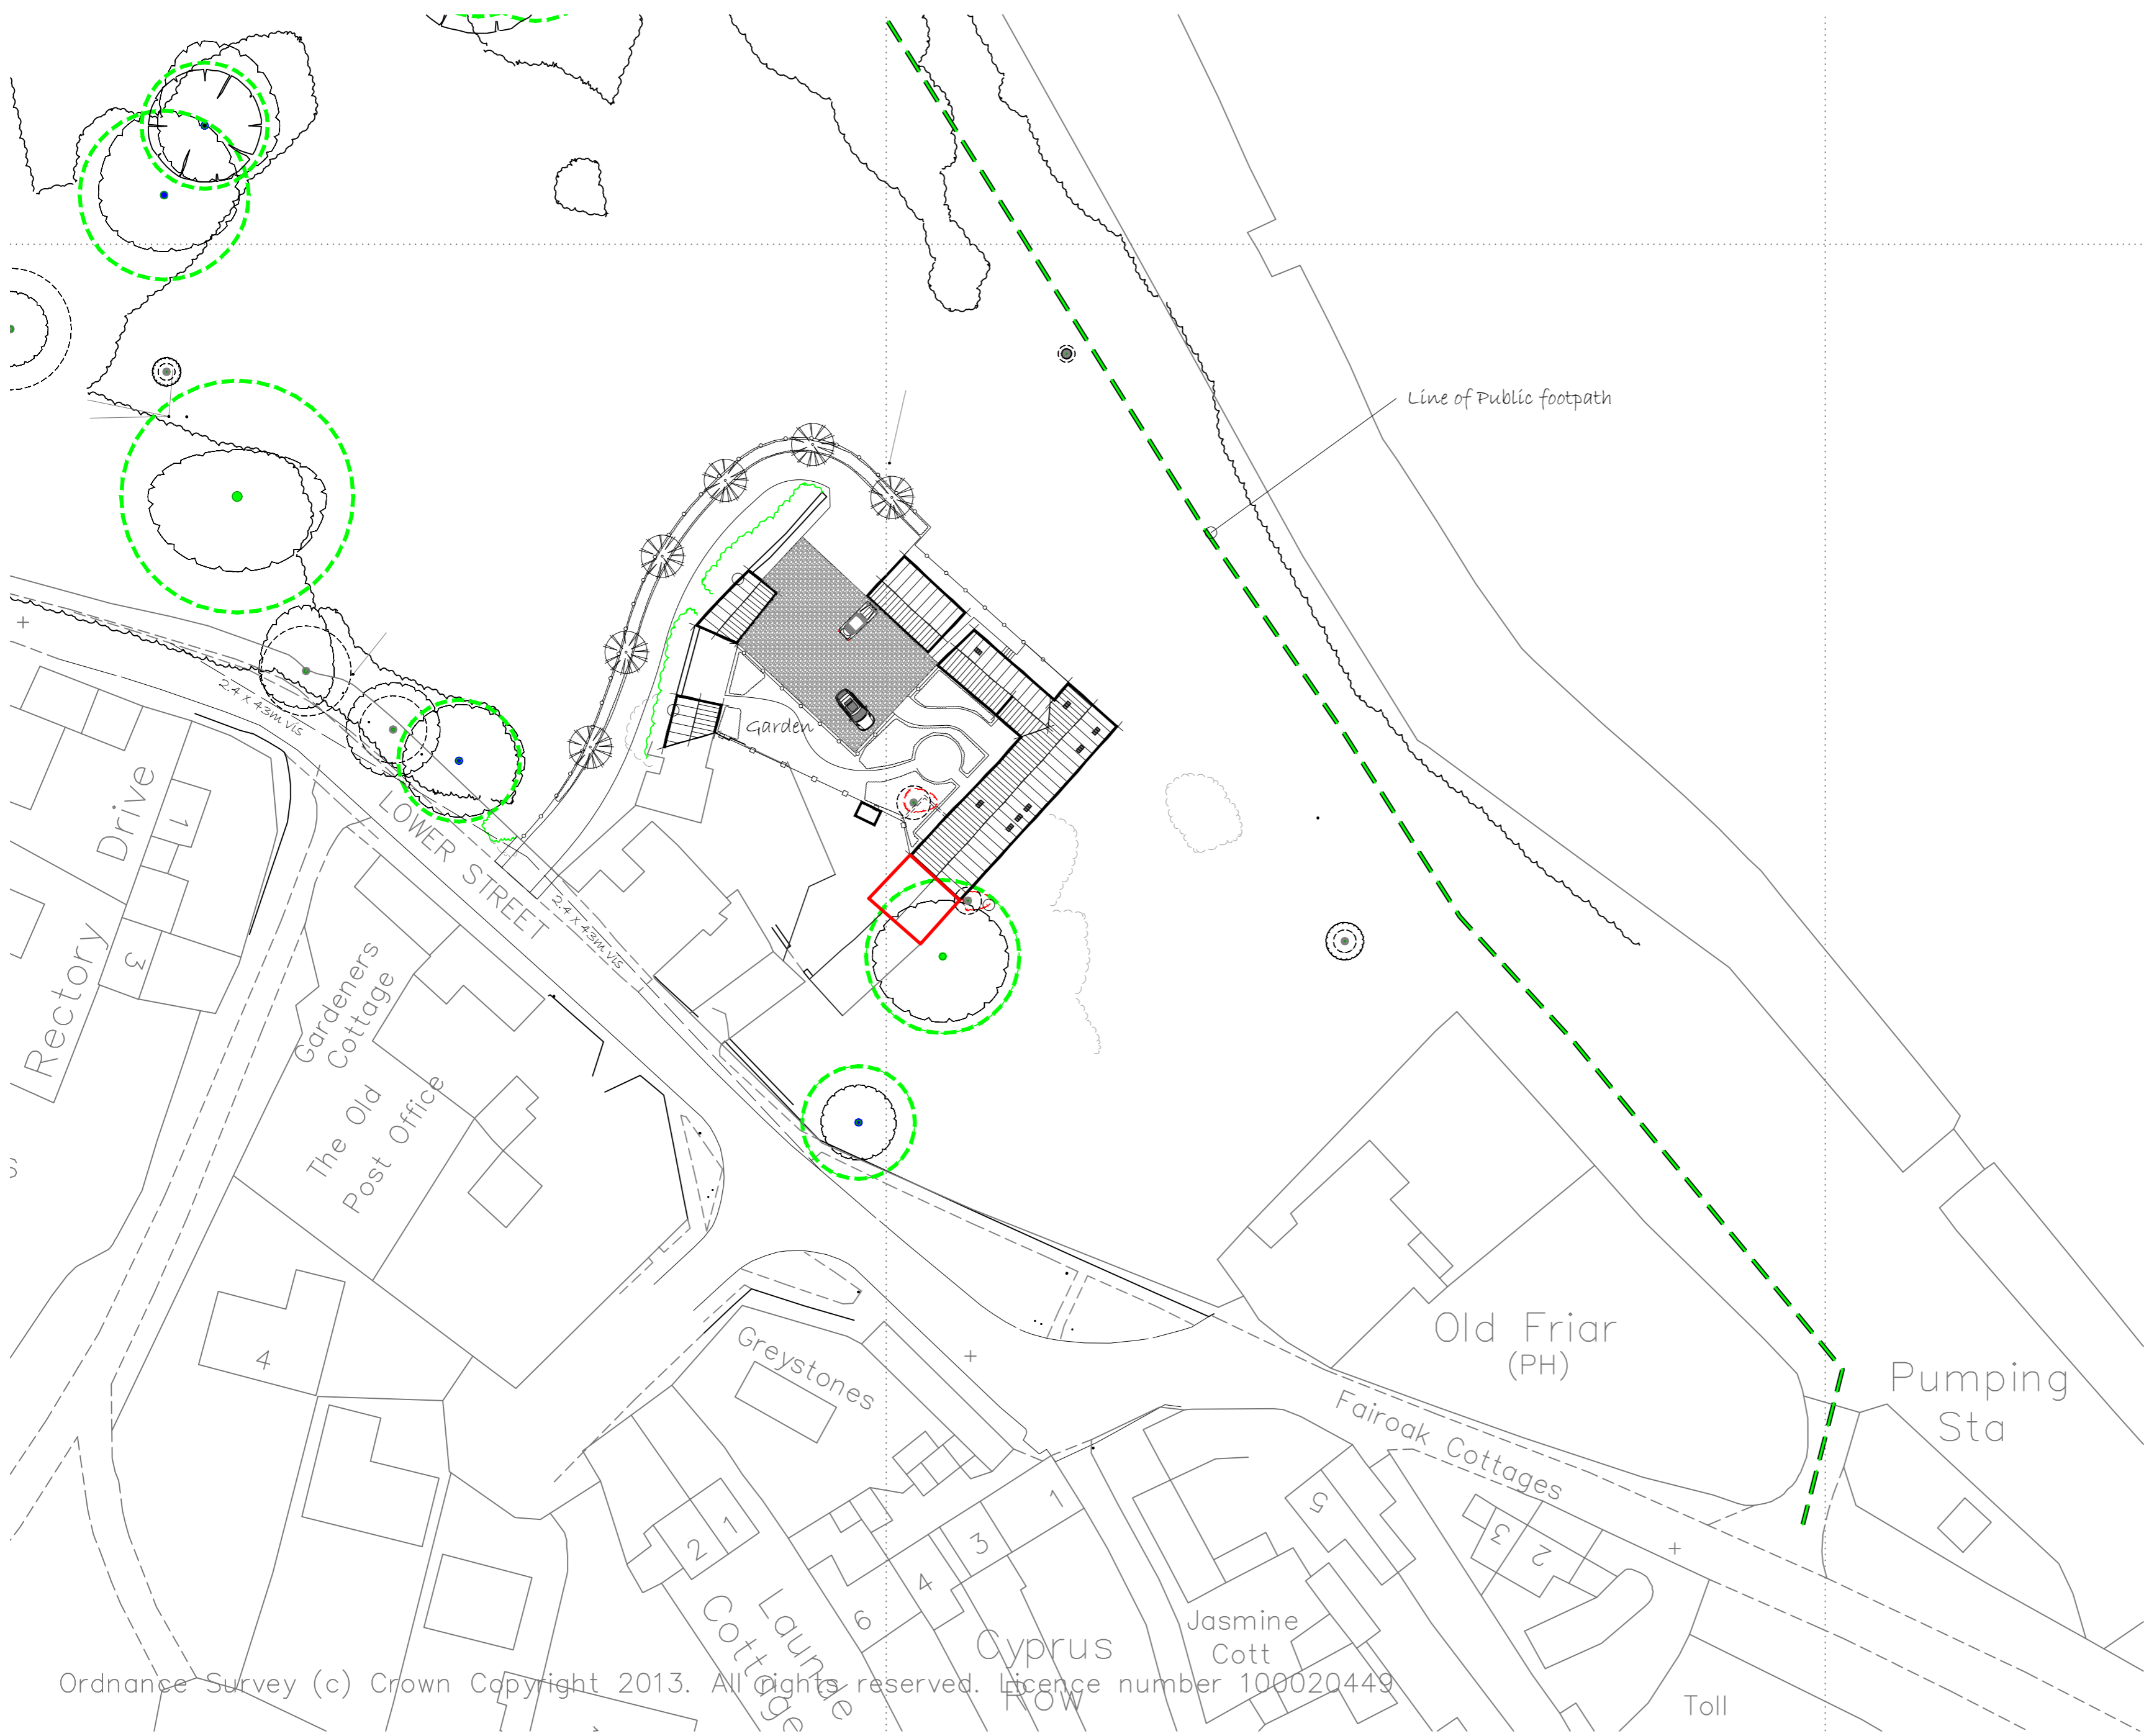 Line of Public footpath
2.4 x 43m vis
Garden
LOWER STREET
2.4 x 43m vis
Rectory Drive
1
3
Gardeners
Cottage
The Old
Post Office
4
Greystones
Old Friar
(PH)
Pumping
Sta
Fairoak Cottages
1
2
1
3
4
6
5
3
2
Launde
Cottage
Cyprus
Row
Jasmine
Cott
Toll
Ordnance Survey (c) Crown Copyright 2013. All rights reserved. Licence number 100020449